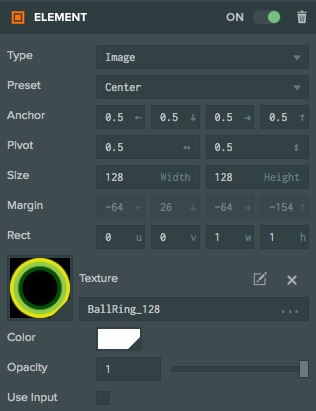 ELEMENT ON
Type Image
Preset Center
Anchor 0.5 ← 0.5 ↓ 0.5 → 0.5 ↑
Pivot 0.5 ↔ 0.5 ↕
Size 128 Width 128 Height
Margin -64 ← 26 ↓ -64 → -154 ↑
Rect 0 u 0 v 1 w 1 h
Texture
BallRing_128 ...
Color
Opacity 1
Use Input